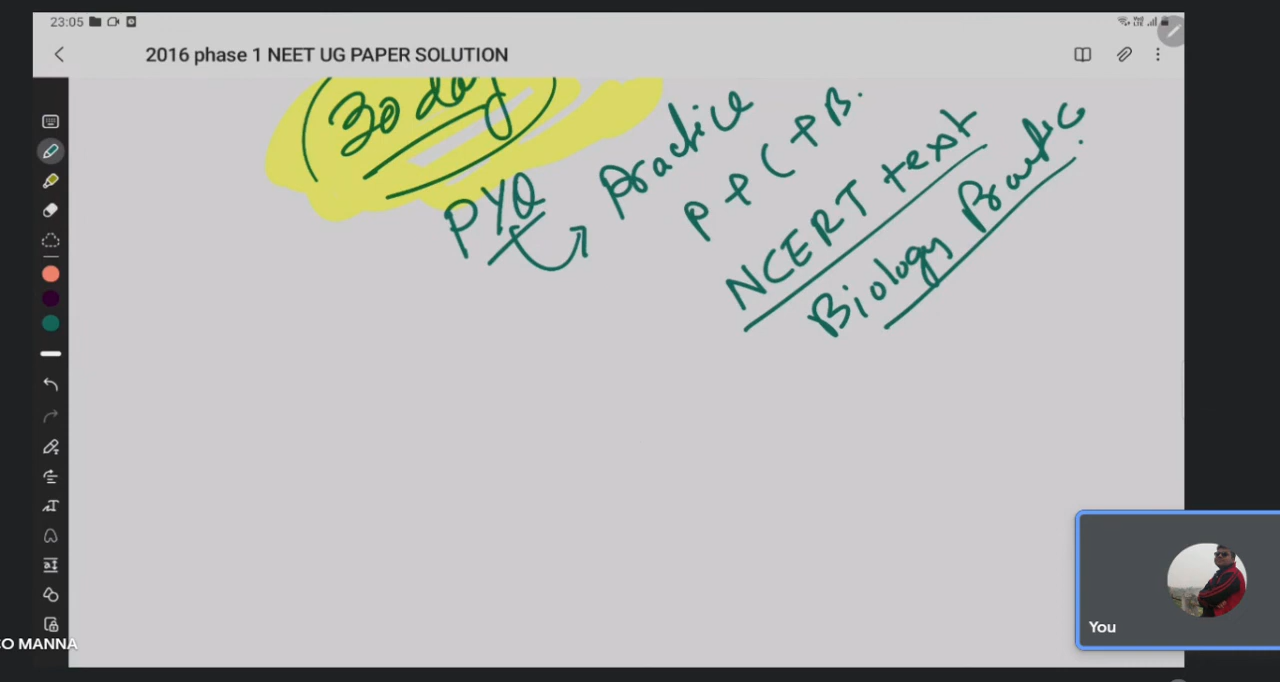 23:05
2016 phase 1 NEET UG PAPER SOLUTION
(30 day)
PYQ
Practice
P + C + B.
NCERT text
Biology Practic
You
CO MANNA